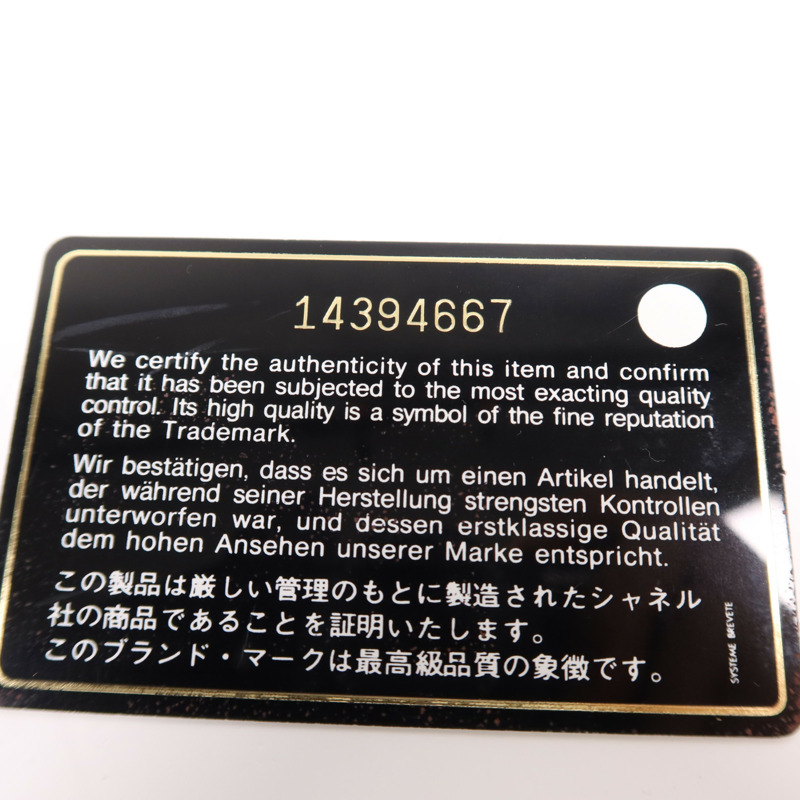 14394667
We certify the authenticity of this item and confirm
that it has been subjected to the most exacting quality
control. Its high quality is a symbol of the fine reputation
of the Trademark.
Wir bestätigen, dass es sich um einen Artikel handelt,
der während seiner Herstellung strengsten Kontrollen
unterworfen war, und dessen erstklassige Qualität
dem hohen Ansehen unserer Marke entspricht.
この製品は厳しい管理のもとに製造されたシャネル
社の商品であることを証明いたします。
このブランド・マークは最高級品質の象徴です。
SYSTEME BREVETE